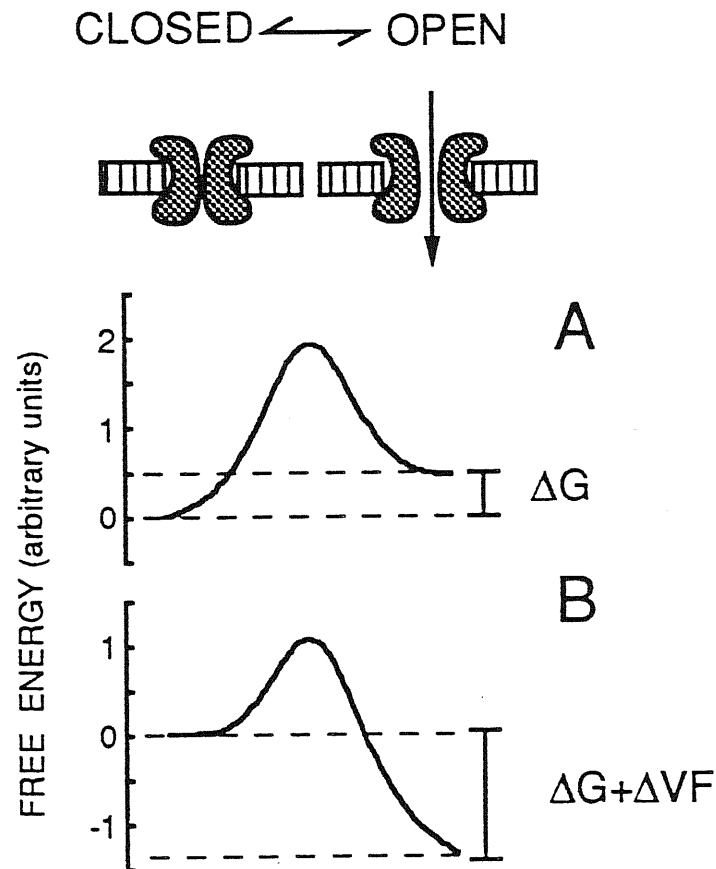 CLOSED OPEN
A
2
1
0
ΔG
FREE ENERGY (arbitrary units)
B
1
0
-1
ΔG+ΔVF